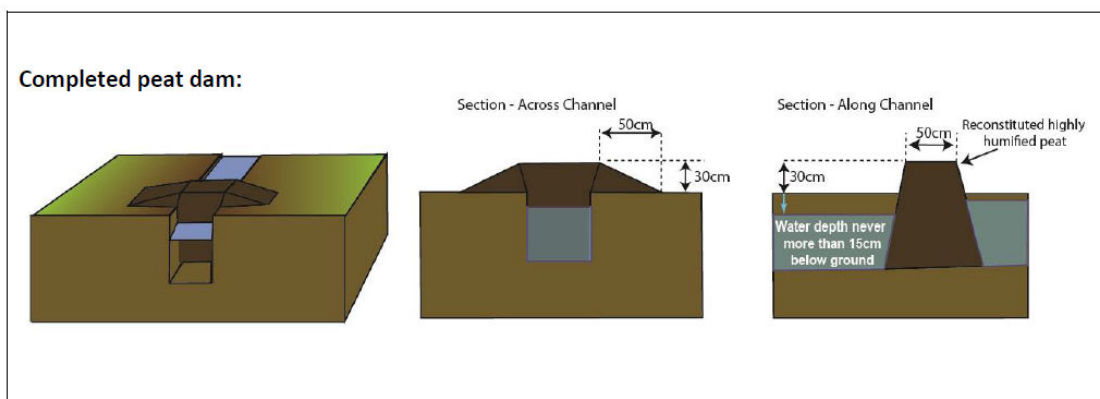 Completed peat dam:
Section - Across Channel
50cm
30cm
Section - Along Channel
50cm
Reconstituted highly
humified peat
30cm
Water depth never
more than 15cm
below ground